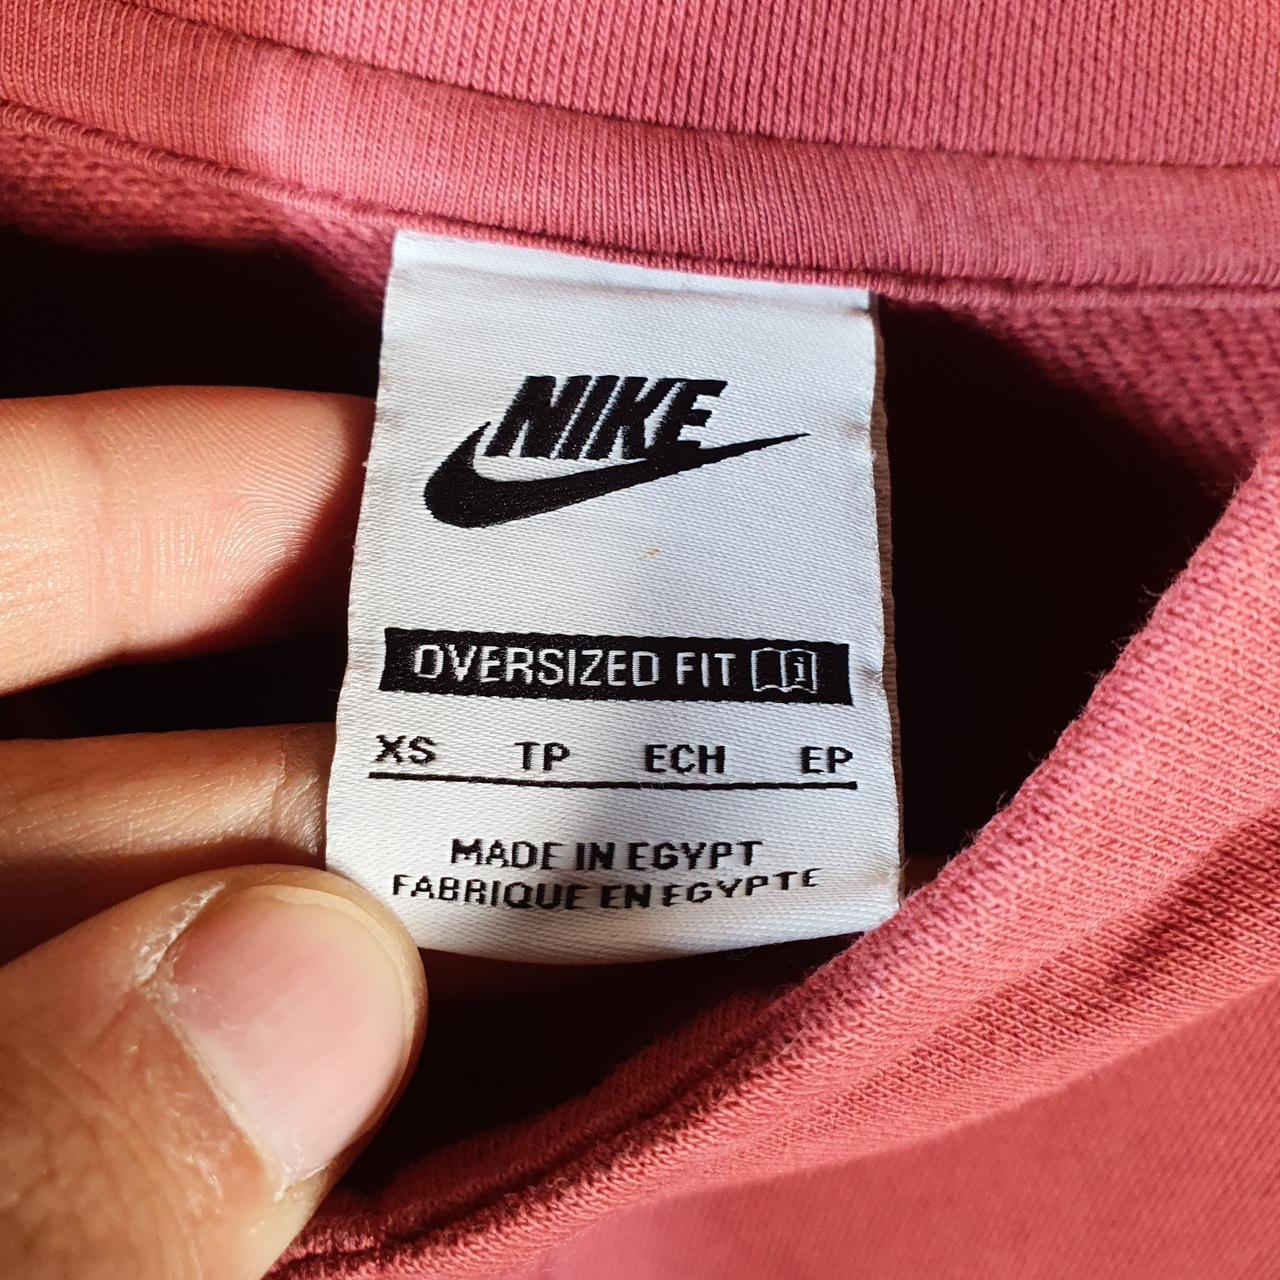 NIKE
OVERSIZED FIT i
XS TP ECH EP
MADE IN EGYPT
FABRIQUE EN EGYPTE